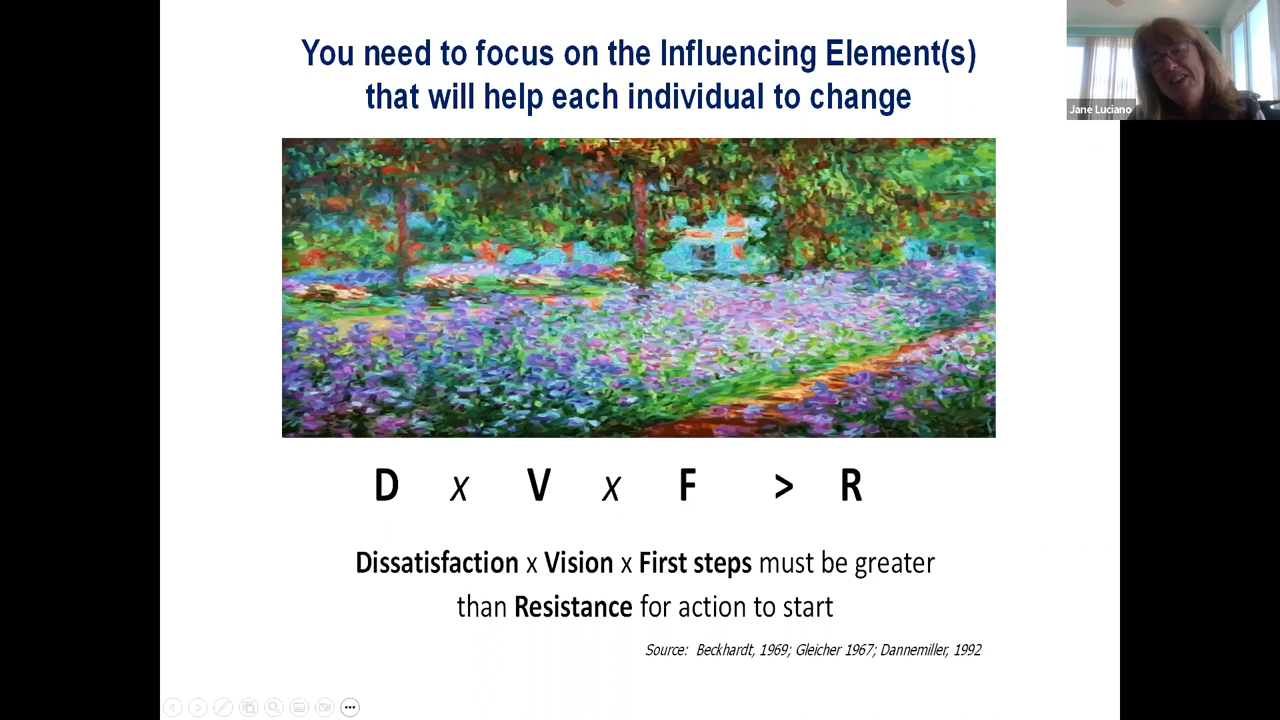 You need to focus on the Influencing Element(s)
that will help each individual to change
Jane Luciano
D x V x F > R
Dissatisfaction x Vision x First steps must be greater
than Resistance for action to start
Source: Beckhardt, 1969; Gleicher 1967; Dannemiller, 1992